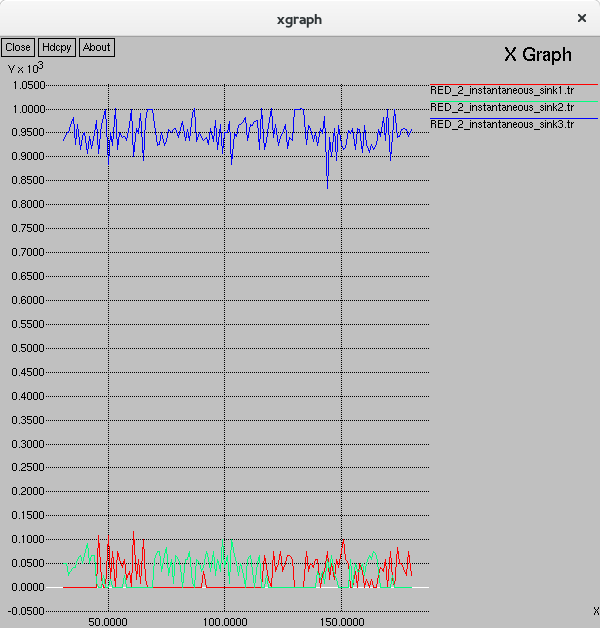 xgraph
×
Close Hdcpy About
X Graph
Y x 10³
RED_2_instantaneous_sink1.tr
RED_2_instantaneous_sink2.tr
RED_2_instantaneous_sink3.tr
1.0500
1.0000
0.9500
0.9000
0.8500
0.8000
0.7500
0.7000
0.6500
0.6000
0.5500
0.5000
0.4500
0.4000
0.3500
0.3000
0.2500
0.2000
0.1500
0.1000
0.0500
0.0000
-0.0500
X
50.0000 100.0000 150.0000